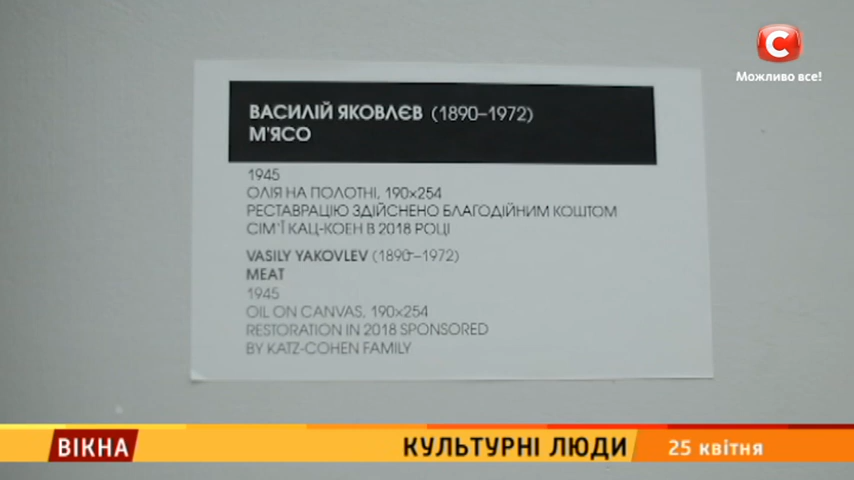 С
Можливо все!
ВАСИЛІЙ ЯКОВЛЄВ (1890–1972)
М'ЯСО
1945
ОЛІЯ НА ПОЛОТНІ, 190×254
РЕСТАВРАЦІЮ ЗДІЙСНЕНО БЛАГОДІЙНИМ КОШТОМ
СІМ'Ї КАЦ-КОЕН В 2018 РОЦІ
VASILY YAKOVLEV (1890–1972)
MEAT
1945
OIL ON CANVAS, 190×254
RESTORATION IN 2018 SPONSORED
BY KATZ-COHEN FAMILY
ВІКНА КУЛЬТУРНІ ЛЮДИ 25 квітня